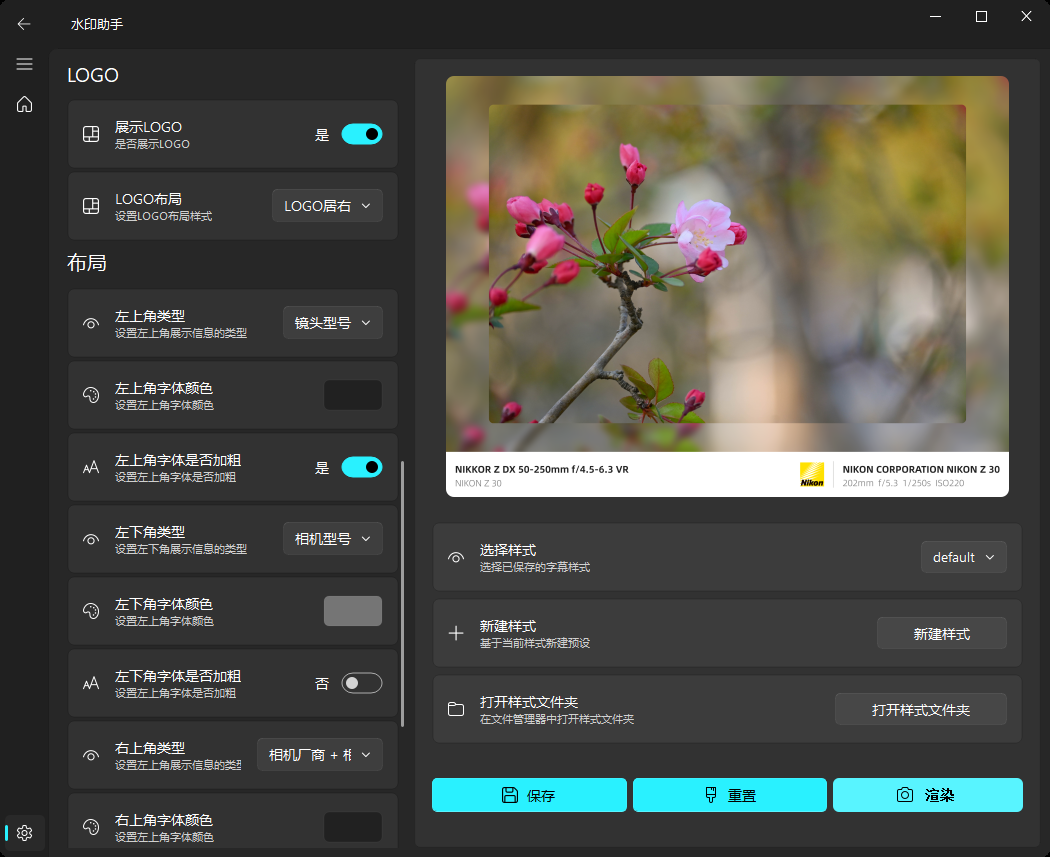 水印助手
LOGO
展示LOGO
是否展示LOGO
是
LOGO布局
设置LOGO布局样式
LOGO居右
布局
左上角类型
设置左上角展示信息的类型
镜头型号
左上角字体颜色
设置左上角字体颜色
左上角字体是否加粗
设置左上角字体是否加粗
是
左下角类型
设置左下角展示信息的类型
相机型号
左下角字体颜色
设置左上角字体颜色
左下角字体是否加粗
设置左上角字体是否加粗
否
右上角类型
设置左上角展示信息的类型
相机厂商 +
右上角字体颜色
设置左上角字体颜色
NIKKOR Z DX 50-250mm f/4.5-6.3 VR
NIKON Z 30
Nikon
NIKON CORPORATION NIKON Z 30
202mm f/5.3 1/250s ISO220
选择样式
选择已保存的字幕样式
default
新建样式
基于当前样式新建预设
新建样式
打开样式文件夹
在文件管理器中打开样式文件夹
打开样式文件夹
保存
重置
渲染